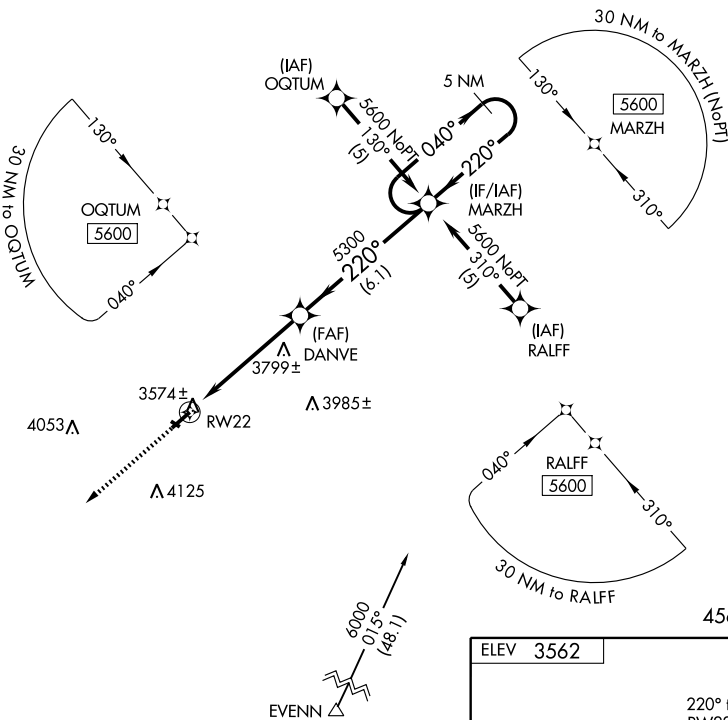 30 NM to MARZH (NoPT)
130°
5600
MARZH
310°
(IAF)
OQTUM
5600 NoPT
130°
(5)
5 NM
040°
220°
(IF/IAF)
MARZH
30 NM to OQTUM
130°
OQTUM
5600
040°
5300
220°
(6.1)
5600 NoPT
310°
(5)
(IAF)
RALFF
(FAF)
DANVE
3799±
3574±
3985±
RW22
4053
4125
040°
RALFF
5600
310°
30 NM to RALFF
6000
015°
(48.1)
EVENN
ELEV 3562
220°